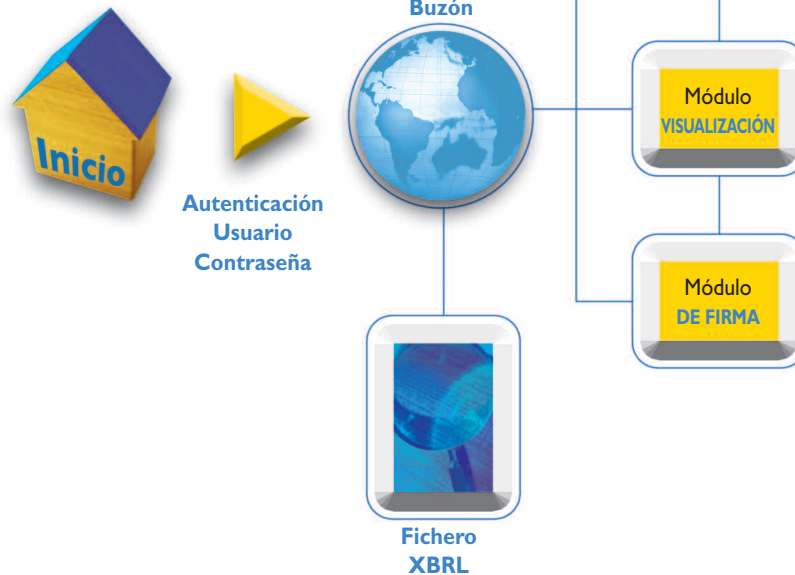 Buzón
Inicio
Autenticación
Usuario
Contraseña
Módulo
VISUALIZACIÓN
Módulo
DE FIRMA
Fichero
XBRL